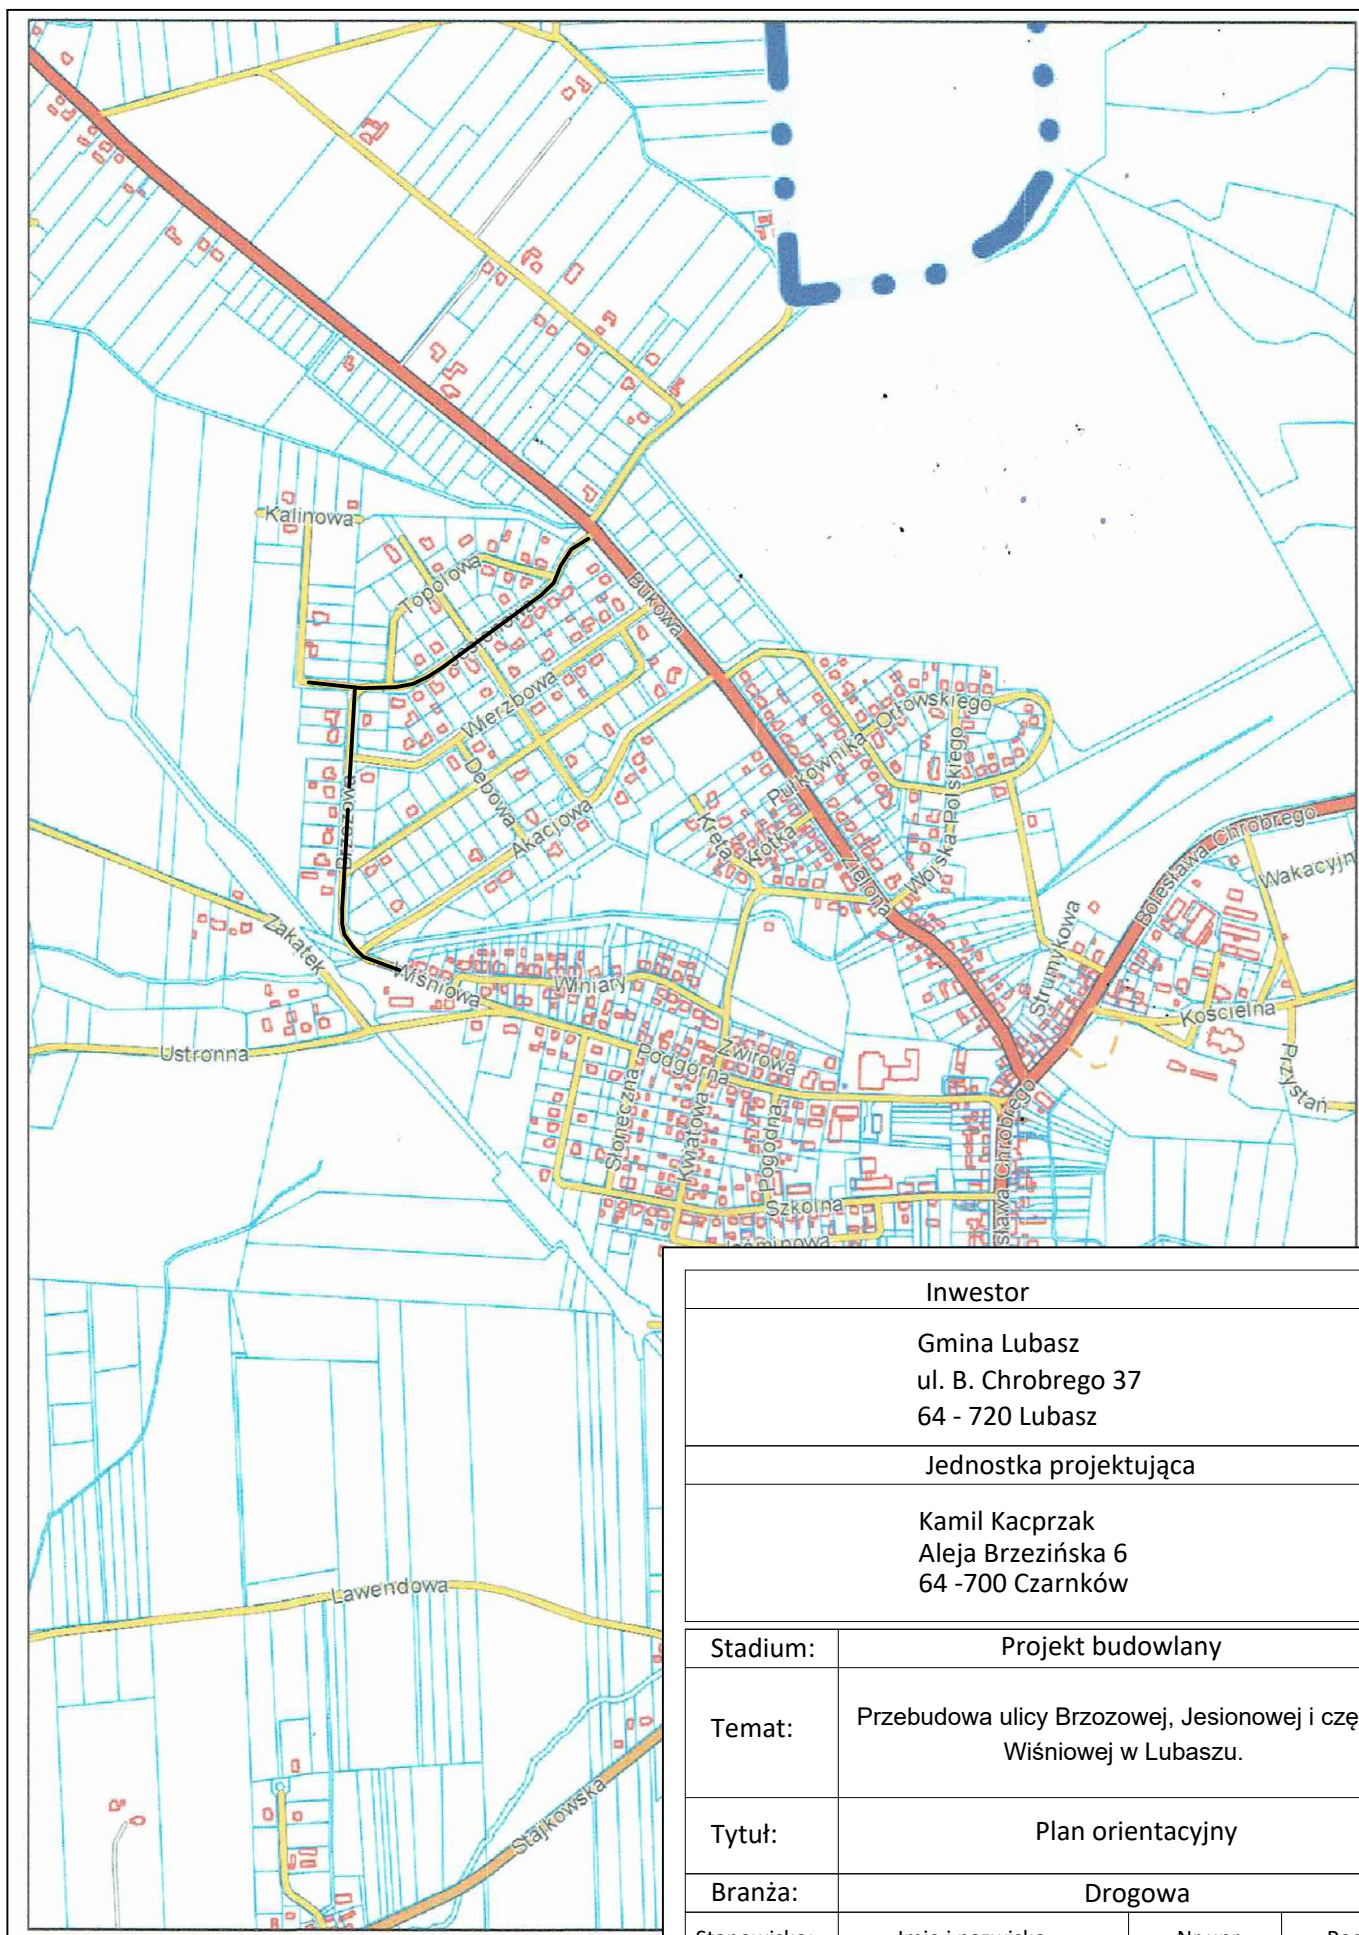 Kalinowa
Topolowa
Bukowa
Wierzbowa
Dębowa
Akacjowa
Orłowskiego
Pułkownika
Wojska Polskiego
Kręta
Krótka
Zielona
Bolesława Chrobrego
Wakacyjn
Zakątek
Wiśniowa
Winiary
Strumykowa
Kościelna
Ustronna
Podgórna
Żwirowa
Przystań
Słoneczna
Kwiatowa
Pogodna
Szkolna
sława Chrobrego
Inwestor
Gmina Lubasz
ul. B. Chrobrego 37
64 - 720 Lubasz
Jednostka projektująca
Kamil Kacprzak
Aleja Brzezińska 6
64 -700 Czarnków
Lawendowa
Stajkowska
Stadium: Projekt budowlany
Temat: Przebudowa ulicy Brzozowej, Jesionowej i czę
Wiśniowej w Lubaszu.
Tytuł: Plan orientacyjny
Branża: Drogowa